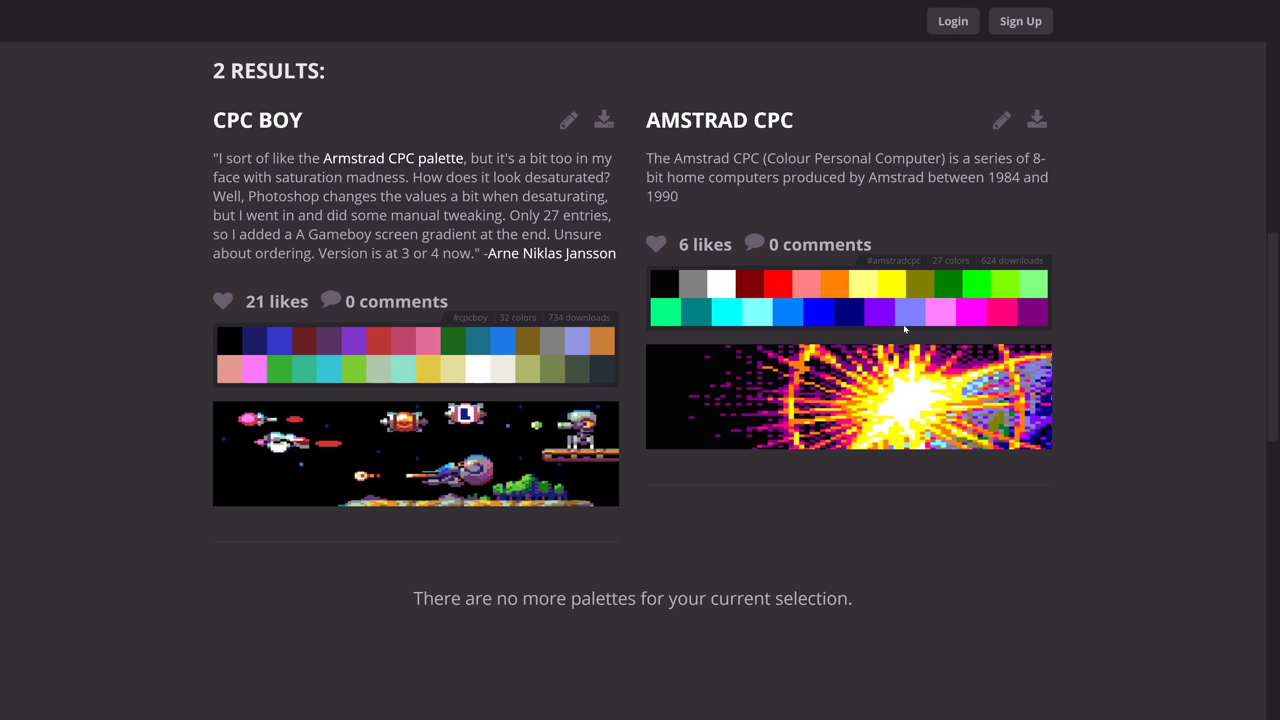 Login
Sign Up
2 RESULTS:
CPC BOY
"I sort of like the Armstrad CPC palette, but it's a bit too in my
face with saturation madness. How does it look desaturated?
Well, Photoshop changes the values a bit when desaturating,
but I went in and did some manual tweaking. Only 27 entries,
so I added a A Gameboy screen gradient at the end. Unsure
about ordering. Version is at 3 or 4 now." -Arne Niklas Jansson
21 likes
0 comments
#cpcboy
32 colors
734 downloads
L
AMSTRAD CPC
The Amstrad CPC (Colour Personal Computer) is a series of 8-
bit home computers produced by Amstrad between 1984 and
1990
6 likes
0 comments
#amstradcpc
27 colors
624 downloads
There are no more palettes for your current selection.